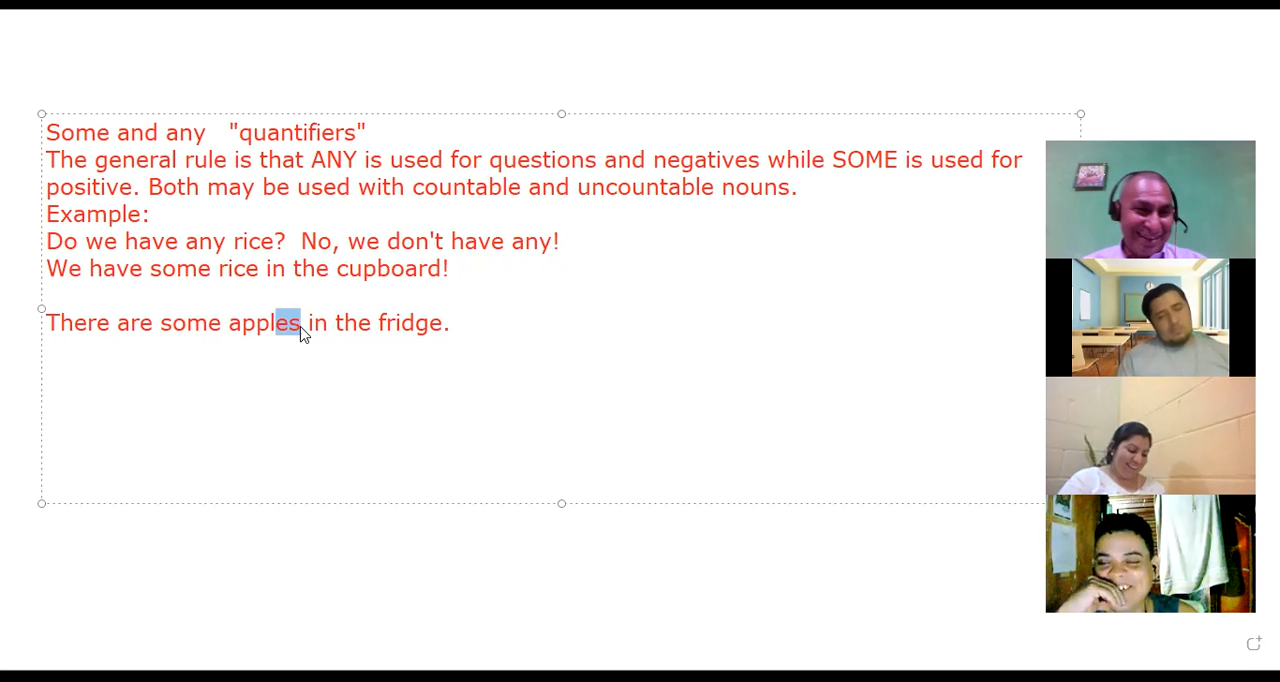 Some and any "quantifiers"
The general rule is that ANY is used for questions and negatives while SOME is used for
positive. Both may be used with countable and uncountable nouns.
Example:
Do we have any rice? No, we don't have any!
We have some rice in the cupboard!
There are some apples in the fridge.